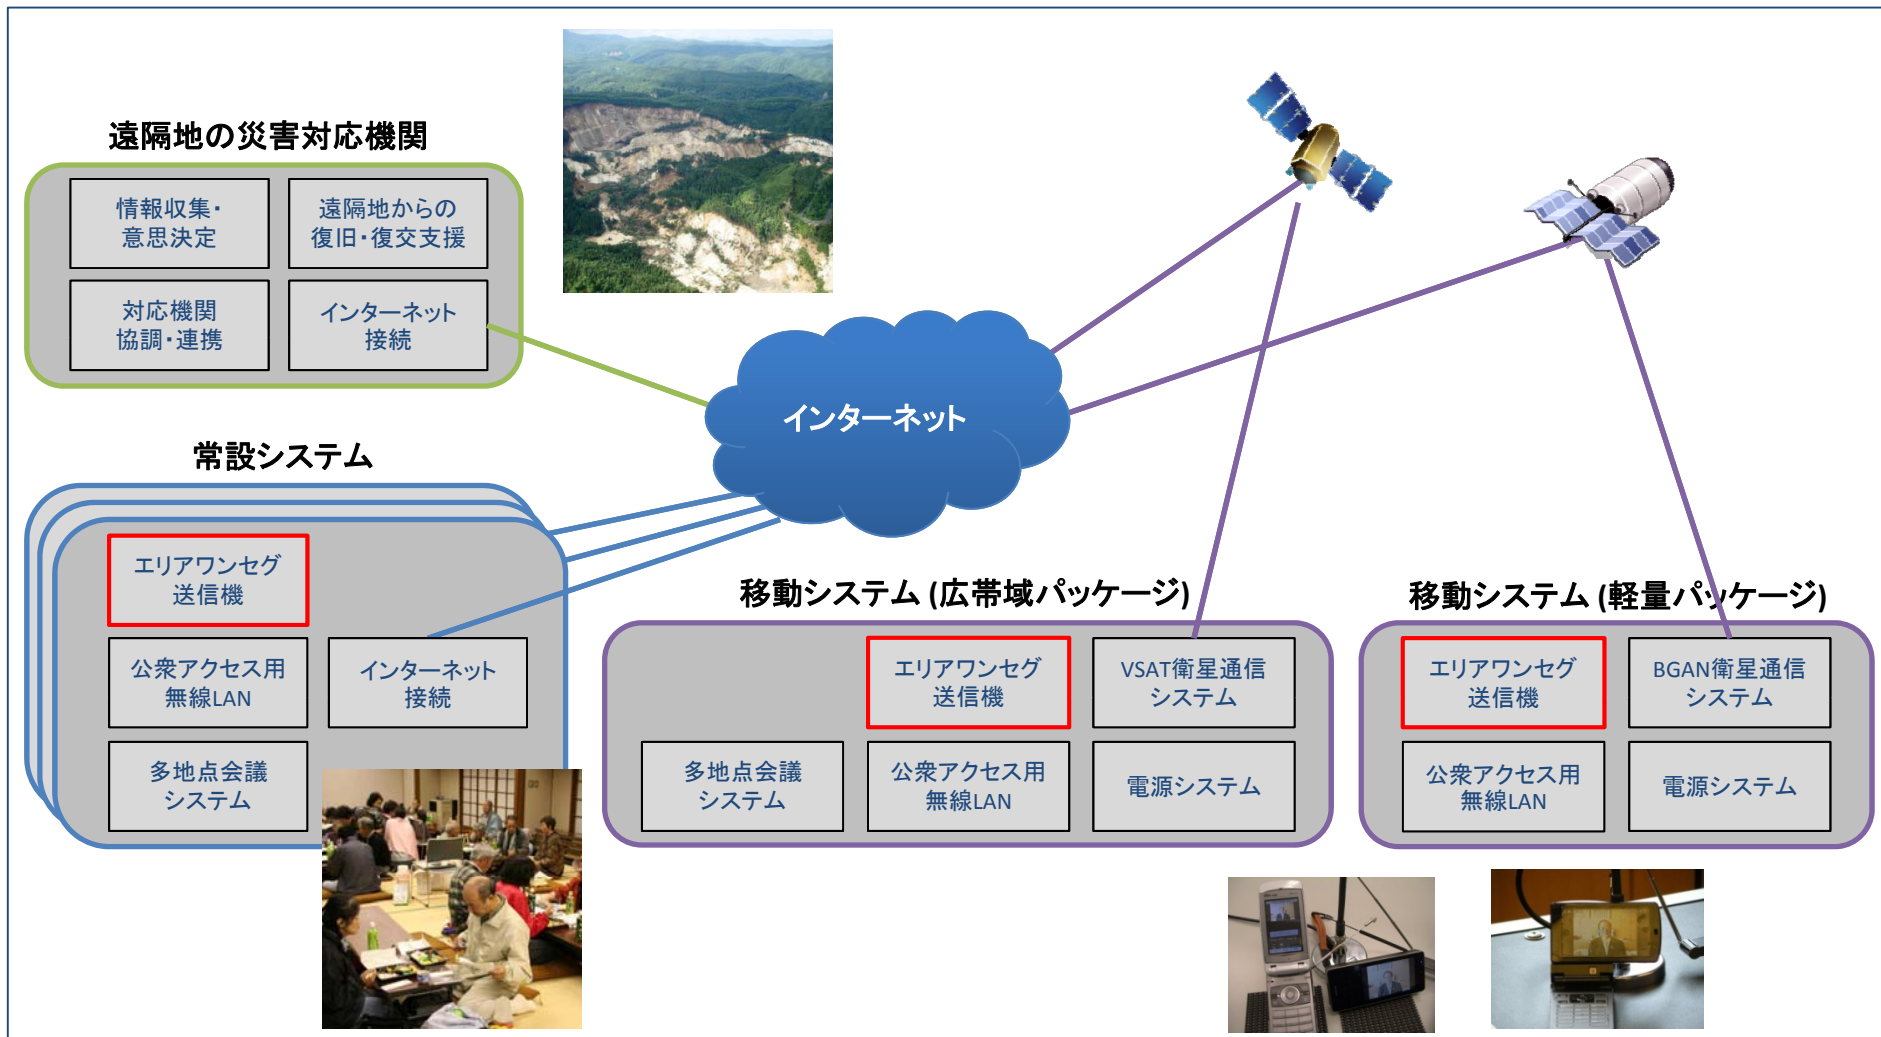 遠隔地の災害対応機関
情報収集・
意思決定
遠隔地からの
復旧・復交支援
対応機関
協調・連携
インターネット
接続
インターネット
常設システム
エリアワンセグ
送信機
公衆アクセス用
無線LAN
インターネット
接続
多地点会議
システム
移動システム (広帯域パッケージ)
エリアワンセグ
送信機
VSAT衛星通信
システム
多地点会議
システム
公衆アクセス用
無線LAN
電源システム
移動システム (軽量パッケージ)
エリアワンセグ
送信機
BGAN衛星通信
システム
公衆アクセス用
無線LAN
電源システム